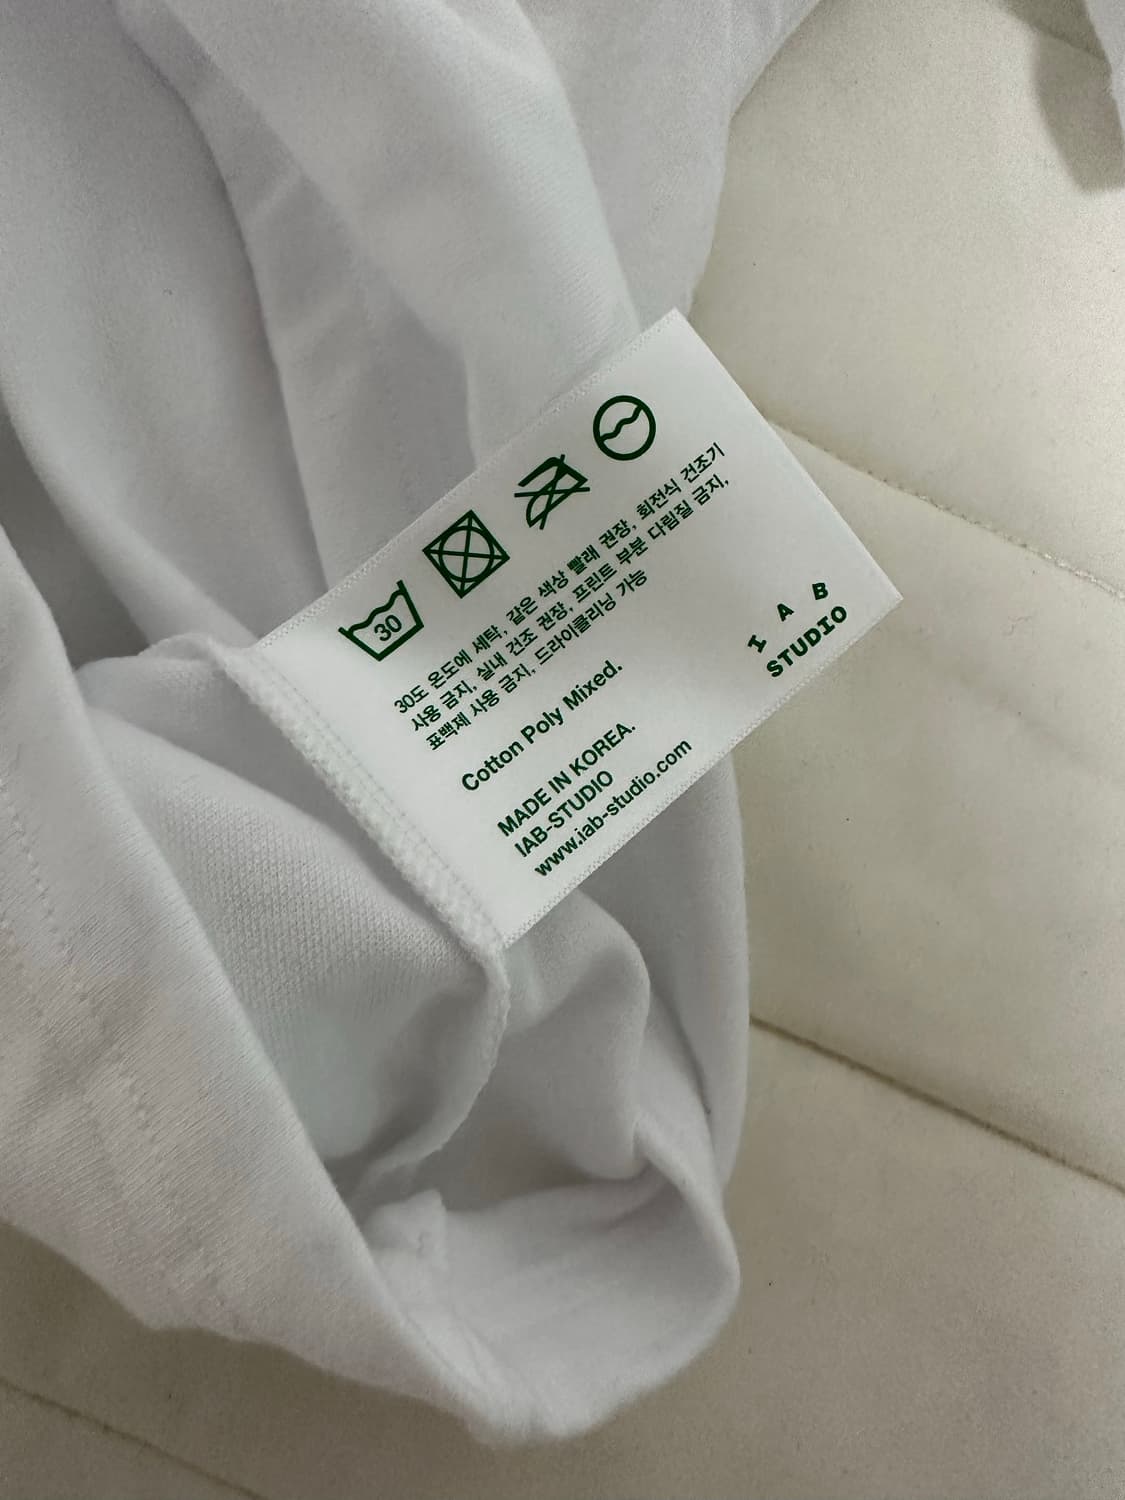 30
30도 온도에 세탁, 같은 색상 빨래 권장, 회전식 건조기
사용 금지, 실내 건조 권장, 프린트 부분 다림질 금지,
표백제 사용 금지, 드라이클리닝 가능
Cotton Poly Mixed.
MADE IN KOREA.
IAB-STUDIO
www.iab-studio.com
I A B
STUDIO